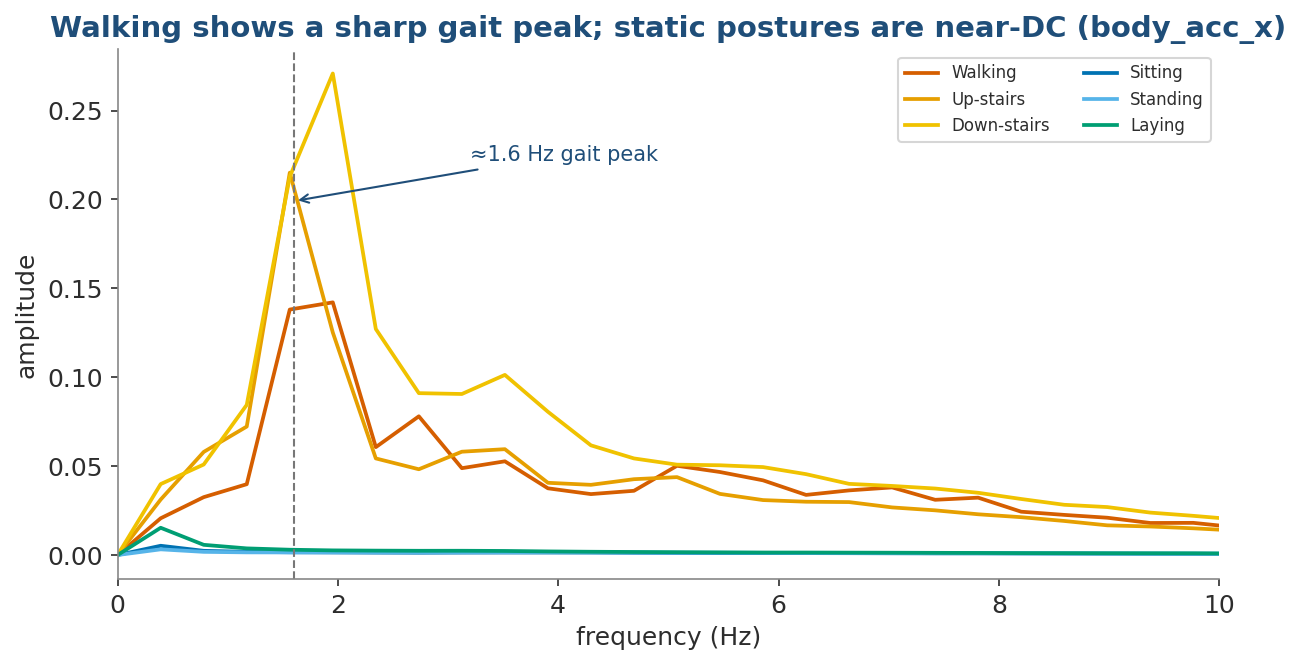 Walking shows a sharp gait peak; static postures are near-DC (body_acc_x)
Walking
Up-stairs
Down-stairs
Sitting
Standing
Laying
≈1.6 Hz gait peak
amplitude
0.25
0.20
0.15
0.10
0.05
0.00
0
2
4
6
8
10
frequency (Hz)